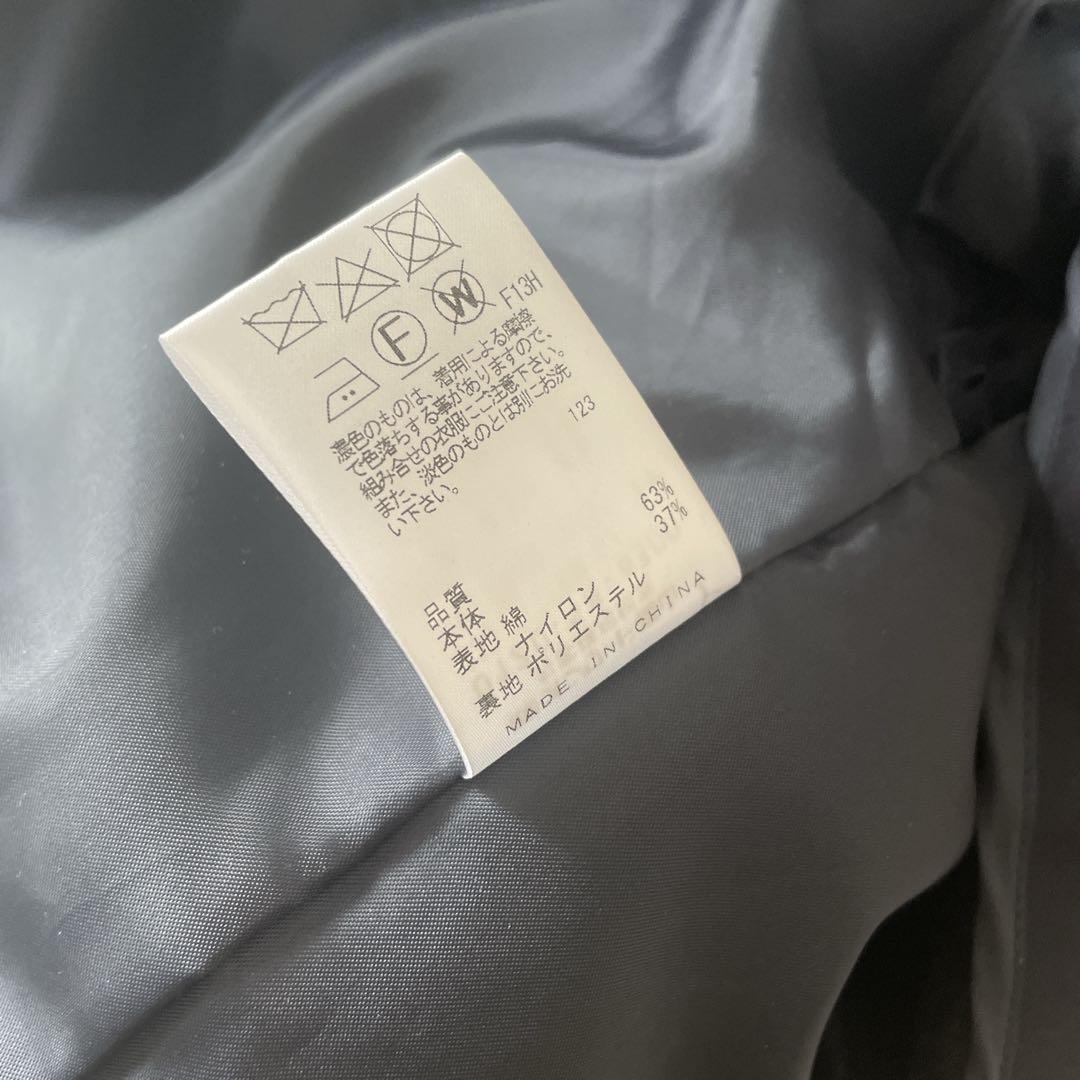 F W F13H
濃色のものは、着用による摩擦
で色落ちする事がありますので、
組み合せの衣服にご注意下さい。
また、淡色のものとは別にお洗
い下さい。
123
品質
本体
表地 綿 63%
ナイロン 37%
裏地 ポリエステル
MADE IN CHINA